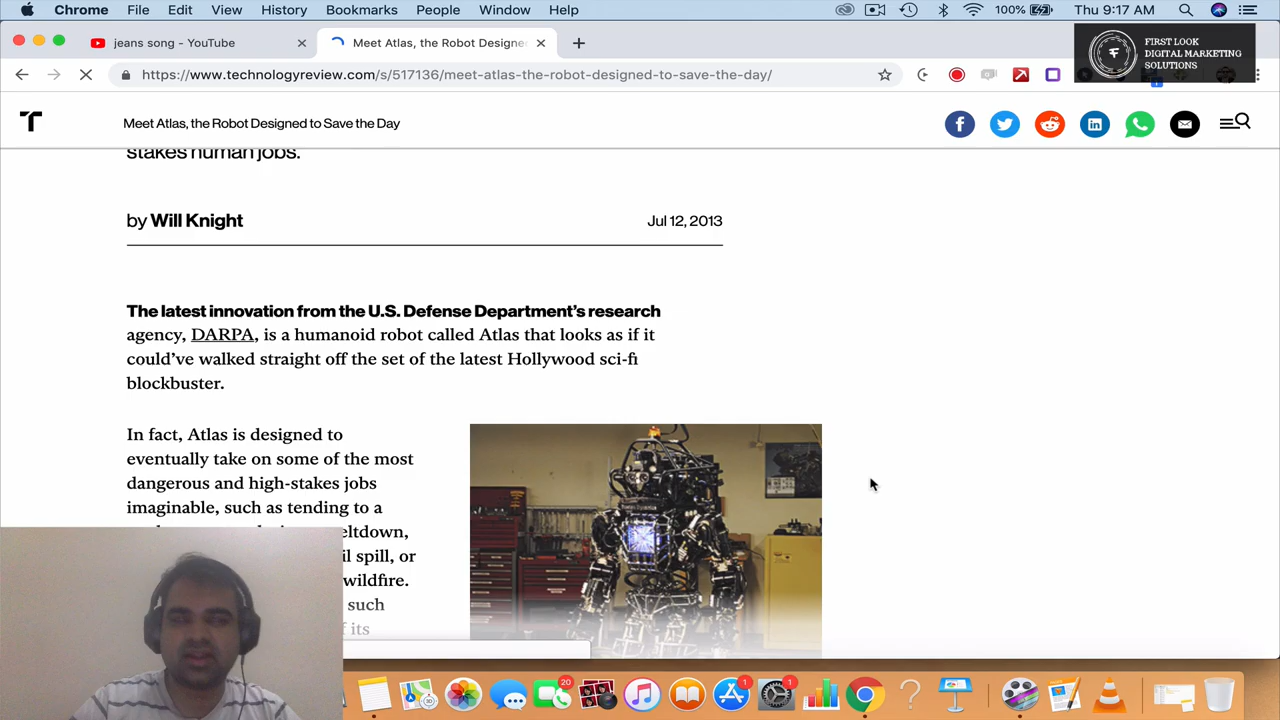 Chrome File Edit View History Bookmarks People Window Help 100% Thu 9:17 AM
jeans song - YouTube
Meet Atlas, the Robot Designe
FIRST LOOK
DIGITAL MARKETING
SOLUTIONS
https://www.technologyreview.com/s/517136/meet-atlas-the-robot-designed-to-save-the-day/
Meet Atlas, the Robot Designed to Save the Day
stakes human jobs.
by Will Knight Jul 12, 2013
The latest innovation from the U.S. Defense Department's research
agency, DARPA, is a humanoid robot called Atlas that looks as if it
could've walked straight off the set of the latest Hollywood sci-fi
blockbuster.
In fact, Atlas is designed to
eventually take on some of the most
dangerous and high-stakes jobs
imaginable, such as tending to a
eltdown,
il spill, or
wildfire.
such
its
20
1
1